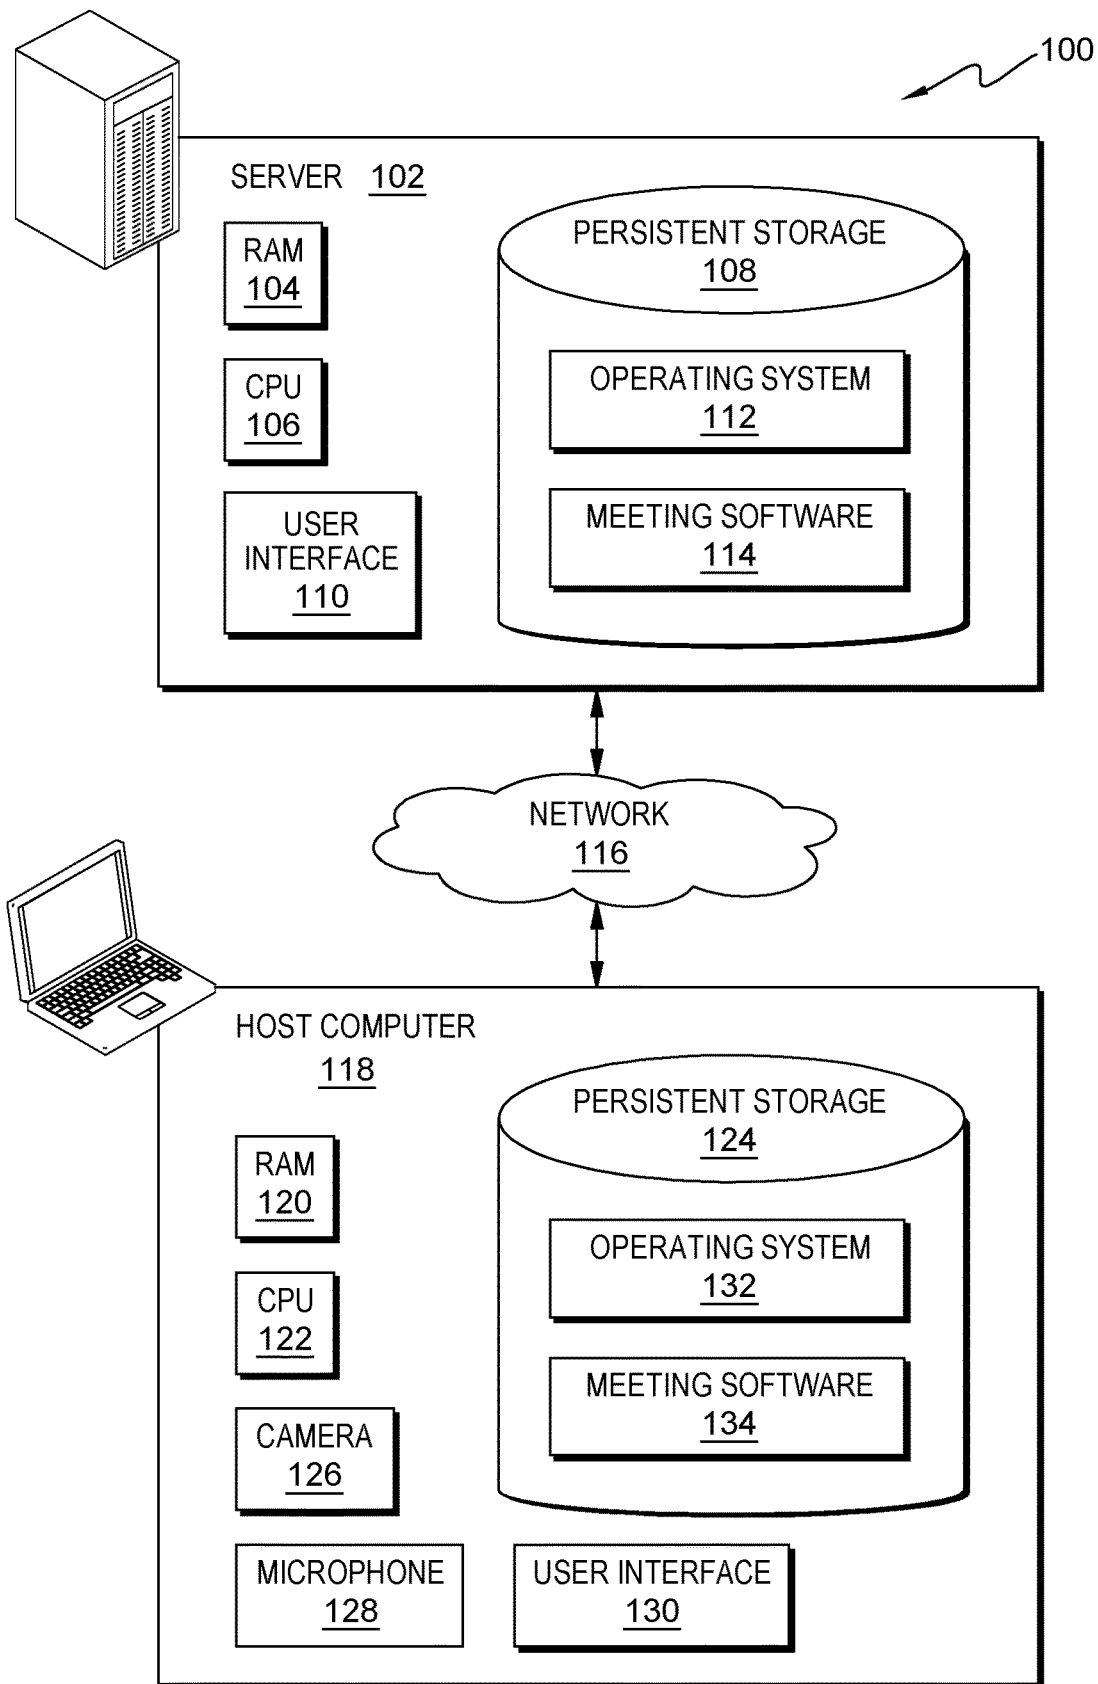 100
SERVER 102
RAM
104
CPU
106
USER
INTERFACE
110
PERSISTENT STORAGE
108
OPERATING SYSTEM
112
MEETING SOFTWARE
114
NETWORK
116
HOST COMPUTER
118
RAM
120
CPU
122
CAMERA
126
MICROPHONE
128
PERSISTENT STORAGE
124
OPERATING SYSTEM
132
MEETING SOFTWARE
134
USER INTERFACE
130